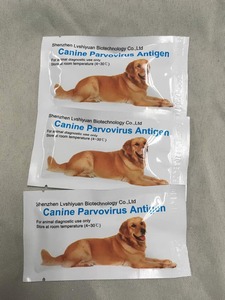 Shenzhen Lvshiyuan Biotechnology Co.,Ltd
Canine Parvovirus Antigen
For animal diagnostic use only
Store at room temperature (4~30℃)
Shenzhen Lvshiyuan Biotechnology Co.,Ltd
Canine Parvovirus Antigen
For animal diagnostic use only
Store at room temperature (4~30℃)
Shenzhen Lvshiyuan Biotechnology Co.,Ltd
Canine Parvovirus Antigen
For animal diagnostic use only
Store at room temperature (4~30℃)